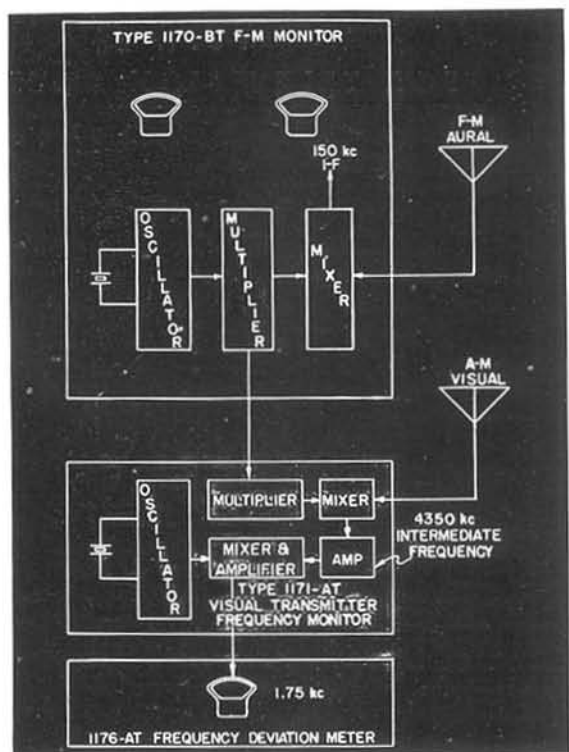 TYPE 1170-BT F-M MONITOR
F-M
AURAL
150 kc
I-F
OSCILLATOR
MULTIPLIER
MIXER
A-M
VISUAL
OSCILLATOR
MULTIPLIER
MIXER
4350 kc
INTERMEDIATE
FREQUENCY
MIXER &
AMPLIFIER
AMP
TYPE 1171-AT
VISUAL TRANSMITTER
FREQUENCY MONITOR
1.75 kc
1176-AT FREQUENCY DEVIATION METER